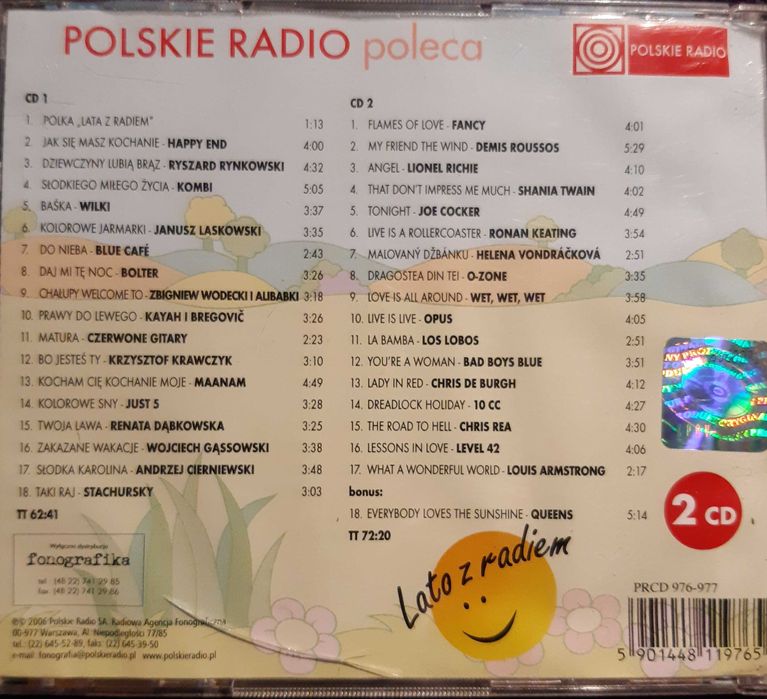 POLSKIE RADIO poleca
POLSKIE RADIO
CD 1
1. POLKA „LATA Z RADIEM" 1:13
2. JAK SIĘ MASZ KOCHANIE - HAPPY END 4:00
3. DZIEWCZYNY LUBIĄ BRĄZ - RYSZARD RYNKOWSKI 4:32
4. SŁODKIEGO MIŁEGO ŻYCIA - KOMBI 5:05
5. BAŚKA - WILKI 3:37
6. KOLOROWE JARMARKI - JANUSZ LASKOWSKI 3:35
7. DO NIEBA - BLUE CAFÉ 2:43
8. DAJ MI TĘ NOC - BOLTER 3:26
9. CHAŁUPY WELCOME TO - ZBIGNIEW WODECKI I ALIBABKI 3:18
10. PRAWY DO LEWEGO - KAYAH I BREGOVIČ 3:26
11. MATURA - CZERWONE GITARY 2:23
12. BO JESTEŚ TY - KRZYSZTOF KRAWCZYK 3:10
13. KOCHAM CIĘ KOCHANIE MOJE - MAANAM 4:49
14. KOLOROWE SNY - JUST 5 3:28
15. TWOJA LAWA - RENATA DĄBKOWSKA 3:25
16. ZAKAZANE WAKACJE - WOJCIECH GĄSSOWSKI 3:38
17. SŁODKA KAROLINA - ANDRZEJ CIERNIEWSKI 3:48
18. TAKI RAJ - STACHURSKY 3:03
TT 62:41
CD 2
1. FLAMES OF LOVE - FANCY 4:01
2. MY FRIEND THE WIND - DEMIS ROUSSOS 5:29
3. ANGEL - LIONEL RICHIE 4:10
4. THAT DON'T IMPRESS ME MUCH - SHANIA TWAIN 4:02
5. TONIGHT - JOE COCKER 4:49
6. LIVE IS A ROLLERCOASTER - RONAN KEATING 3:54
7. MALOVANÝ DŽBÁNKU - HELENA VONDRÁČKOVÁ 2:51
8. DRAGOSTEA DIN TEI - O-ZONE 3:35
9. LOVE IS ALL AROUND - WET, WET, WET 3:58
10. LIVE IS LIVE - OPUS 4:05
11. LA BAMBA - LOS LOBOS 2:51
12. YOU'RE A WOMAN - BAD BOYS BLUE 3:51
13. LADY IN RED - CHRIS DE BURGH 4:12
14. DREADLOCK HOLIDAY - 10 CC 4:27
15. THE ROAD TO HELL - CHRIS REA 4:30
16. LESSONS IN LOVE - LEVEL 42 4:06
17. WHAT A WONDERFUL WORLD - LOUIS ARMSTRONG 2:17
bonus:
18. EVERYBODY LOVES THE SUNSHINE - QUEENS 5:14
TT 72:20
2 CD
Lato z radiem
Wyłączna dystrybucja
fonografika
tel. (48 22) 741 29 85
fax. (48 22) 741 29 86
℗© 2006 Polskie Radio SA. Radiowa Agencja Fonograficzna
00-977 Warszawa, Al. Niepodległości 77/85
tel.: (22) 645-52-89, faks: (22) 645-39-50
e-mail: fonografia@polskieradio.pl www.polskieradio.pl
PRCD 976-977
5 901448 119765